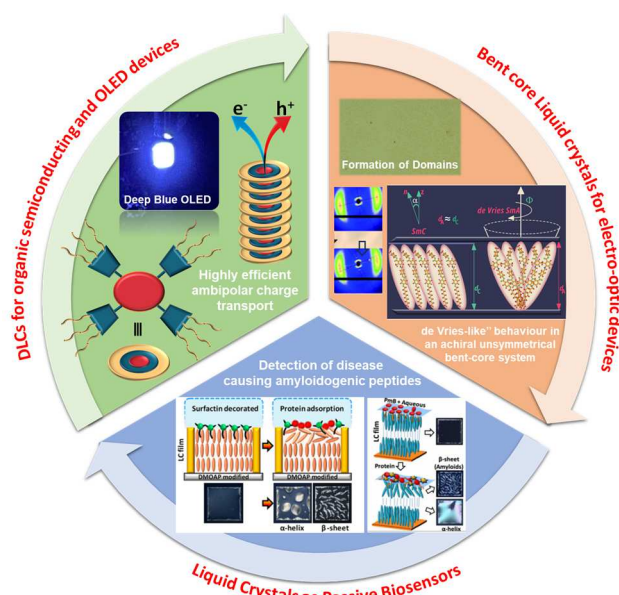 DLCs for organic semiconducting and OLED devices
Deep Blue OLED
e-
h+
Highly efficient
ambipolar charge
transport
Bent core Liquid crystals for electro-optic devices
Formation of Domains
α
SmC
de Vries SmA
Φ
de Vries-like" behaviour in
an achiral unsymmetrical
bent-core system
Detection of disease
causing amyloidogenic peptides
Surfactin decorated
Protein adsorption
LC film
DMOAP modified
DMOAP modified
α-helix
β-sheet
PmB + Aqueous
LC film
Protein
β-sheet
(Amyloids)
α-helix
Liquid Crystals as Passive Biosensors